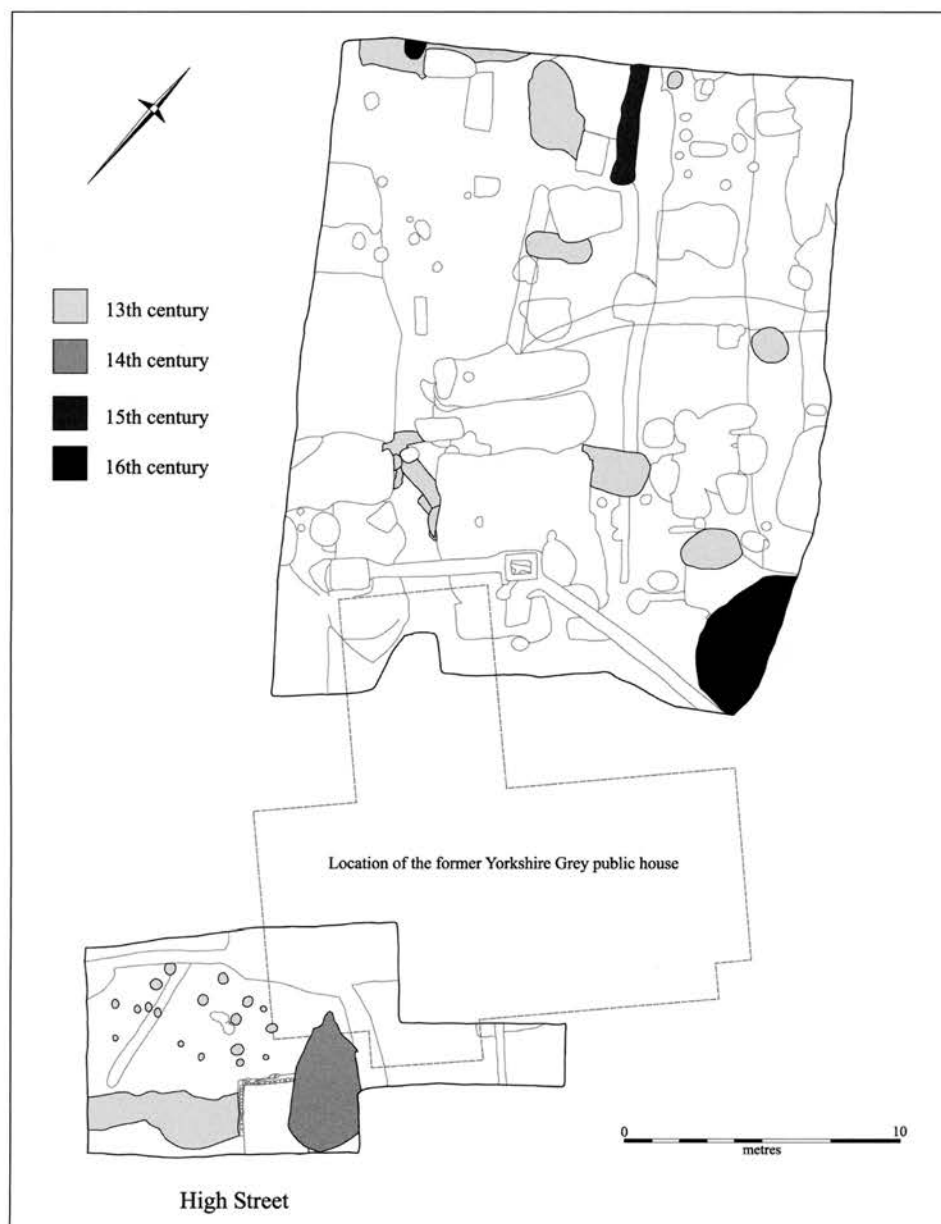 13th century
14th century
15th century
16th century
Location of the former Yorkshire Grey public house
0 10
metres
High Street